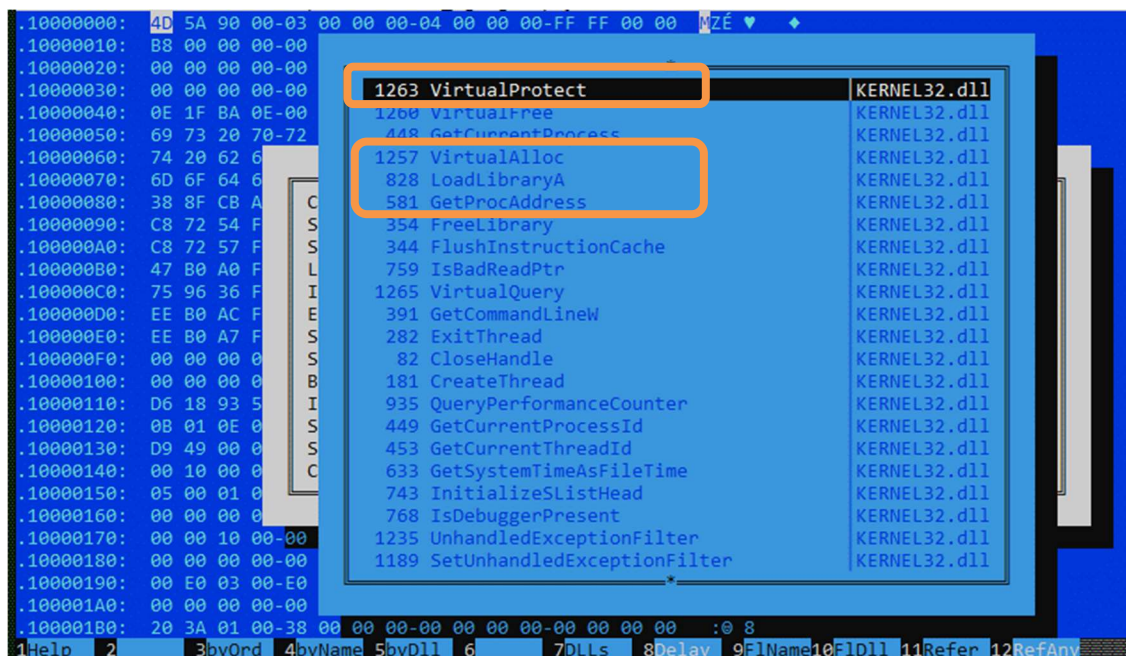 .10000000: 4D 5A 90 00-03 00 00 00-04 00 00 00-FF FF 00 00 MZÉ ♥ ♦
.10000010: B8 00 00 00-00
.10000020: 00 00 00 00-00
.10000030: 00 00 00 00-00 1263 VirtualProtect KERNEL32.dll
.10000040: 0E 1F BA 0E-00 1260 VirtualFree KERNEL32.dll
.10000050: 69 73 20 70-72 448 GetCurrentProcess KERNEL32.dll
.10000060: 74 20 62 6 1257 VirtualAlloc KERNEL32.dll
.10000070: 6D 6F 64 6 828 LoadLibraryA KERNEL32.dll
.10000080: 38 8F CB A C 581 GetProcAddress KERNEL32.dll
.10000090: C8 72 54 F S 354 FreeLibrary KERNEL32.dll
.100000A0: C8 72 57 F S 344 FlushInstructionCache KERNEL32.dll
.100000B0: 47 B0 A0 F L 759 IsBadReadPtr KERNEL32.dll
.100000C0: 75 96 36 F I 1265 VirtualQuery KERNEL32.dll
.100000D0: EE B0 AC F E 391 GetCommandLineW KERNEL32.dll
.100000E0: EE B0 A7 F S 282 ExitThread KERNEL32.dll
.100000F0: 00 00 00 0 S 82 CloseHandle KERNEL32.dll
.10000100: 00 00 00 0 B 181 CreateThread KERNEL32.dll
.10000110: D6 18 93 5 I 935 QueryPerformanceCounter KERNEL32.dll
.10000120: 0B 01 0E 0 S 449 GetCurrentProcessId KERNEL32.dll
.10000130: D9 49 00 0 S 453 GetCurrentThreadId KERNEL32.dll
.10000140: 00 10 00 0 C 633 GetSystemTimeAsFileTime KERNEL32.dll
.10000150: 05 00 01 0 743 InitializeSListHead KERNEL32.dll
.10000160: 00 00 00 0 768 IsDebuggerPresent KERNEL32.dll
.10000170: 00 00 10 00-00 1235 UnhandledExceptionFilter KERNEL32.dll
.10000180: 00 00 00 00-00 1189 SetUnhandledExceptionFilter KERNEL32.dll
.10000190: 00 E0 03 00-E0
.100001A0: 00 00 00 00-00
.100001B0: 20 3A 01 00-38 00 00 00-00 00 00 00-00 00 00 00 :☺ 8
1Help 2 3byOrd 4byName 5byDll 6 7DLLs 8Delay 9FlName 10FlDll 11Refer 12RefAny